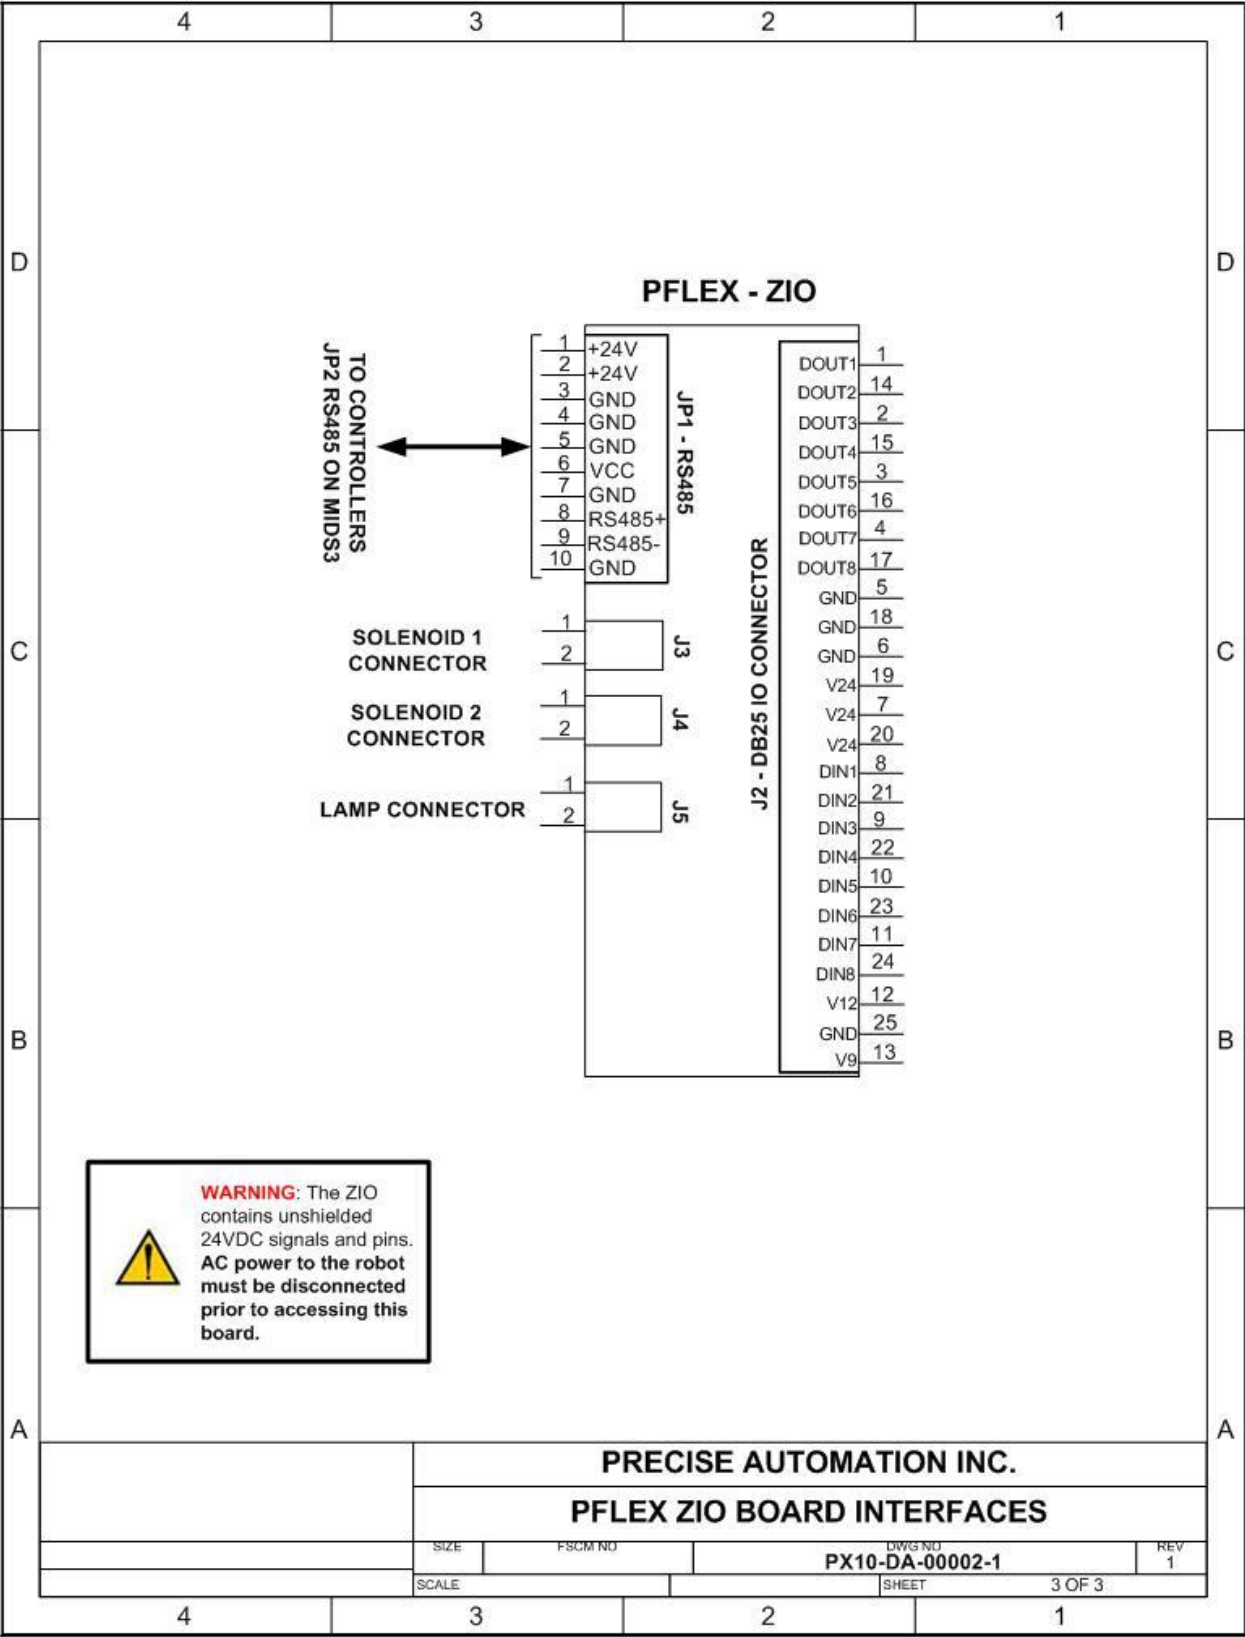 4 3 2 1
D D
PFLEX - ZIO
TO CONTROLLERS
JP2 RS485 ON MIDS3
1 +24V
2 +24V
3 GND
4 GND
5 GND
6 VCC
7 GND
8 RS485+
9 RS485-
10 GND
JP1 - RS485
SOLENOID 1
CONNECTOR
1
2
J3
SOLENOID 2
CONNECTOR
1
2
J4
LAMP CONNECTOR
1
2
J5
J2 - DB25 IO CONNECTOR
DOUT1 1
DOUT2 14
DOUT3 2
DOUT4 15
DOUT5 3
DOUT6 16
DOUT7 4
DOUT8 17
GND 5
GND 18
GND 6
V24 19
V24 7
V24 20
DIN1 8
DIN2 21
DIN3 9
DIN4 22
DIN5 10
DIN6 23
DIN7 11
DIN8 24
V12 12
GND 25
V9 13
C C
B B
WARNING: The ZIO
contains unshielded
24VDC signals and pins.
AC power to the robot
must be disconnected
prior to accessing this
board.
A A
PRECISE AUTOMATION INC.
PFLEX ZIO BOARD INTERFACES
SIZE FSCM NO DWG NO REV
PX10-DA-00002-1 1
SCALE SHEET 3 OF 3
4 3 2 1